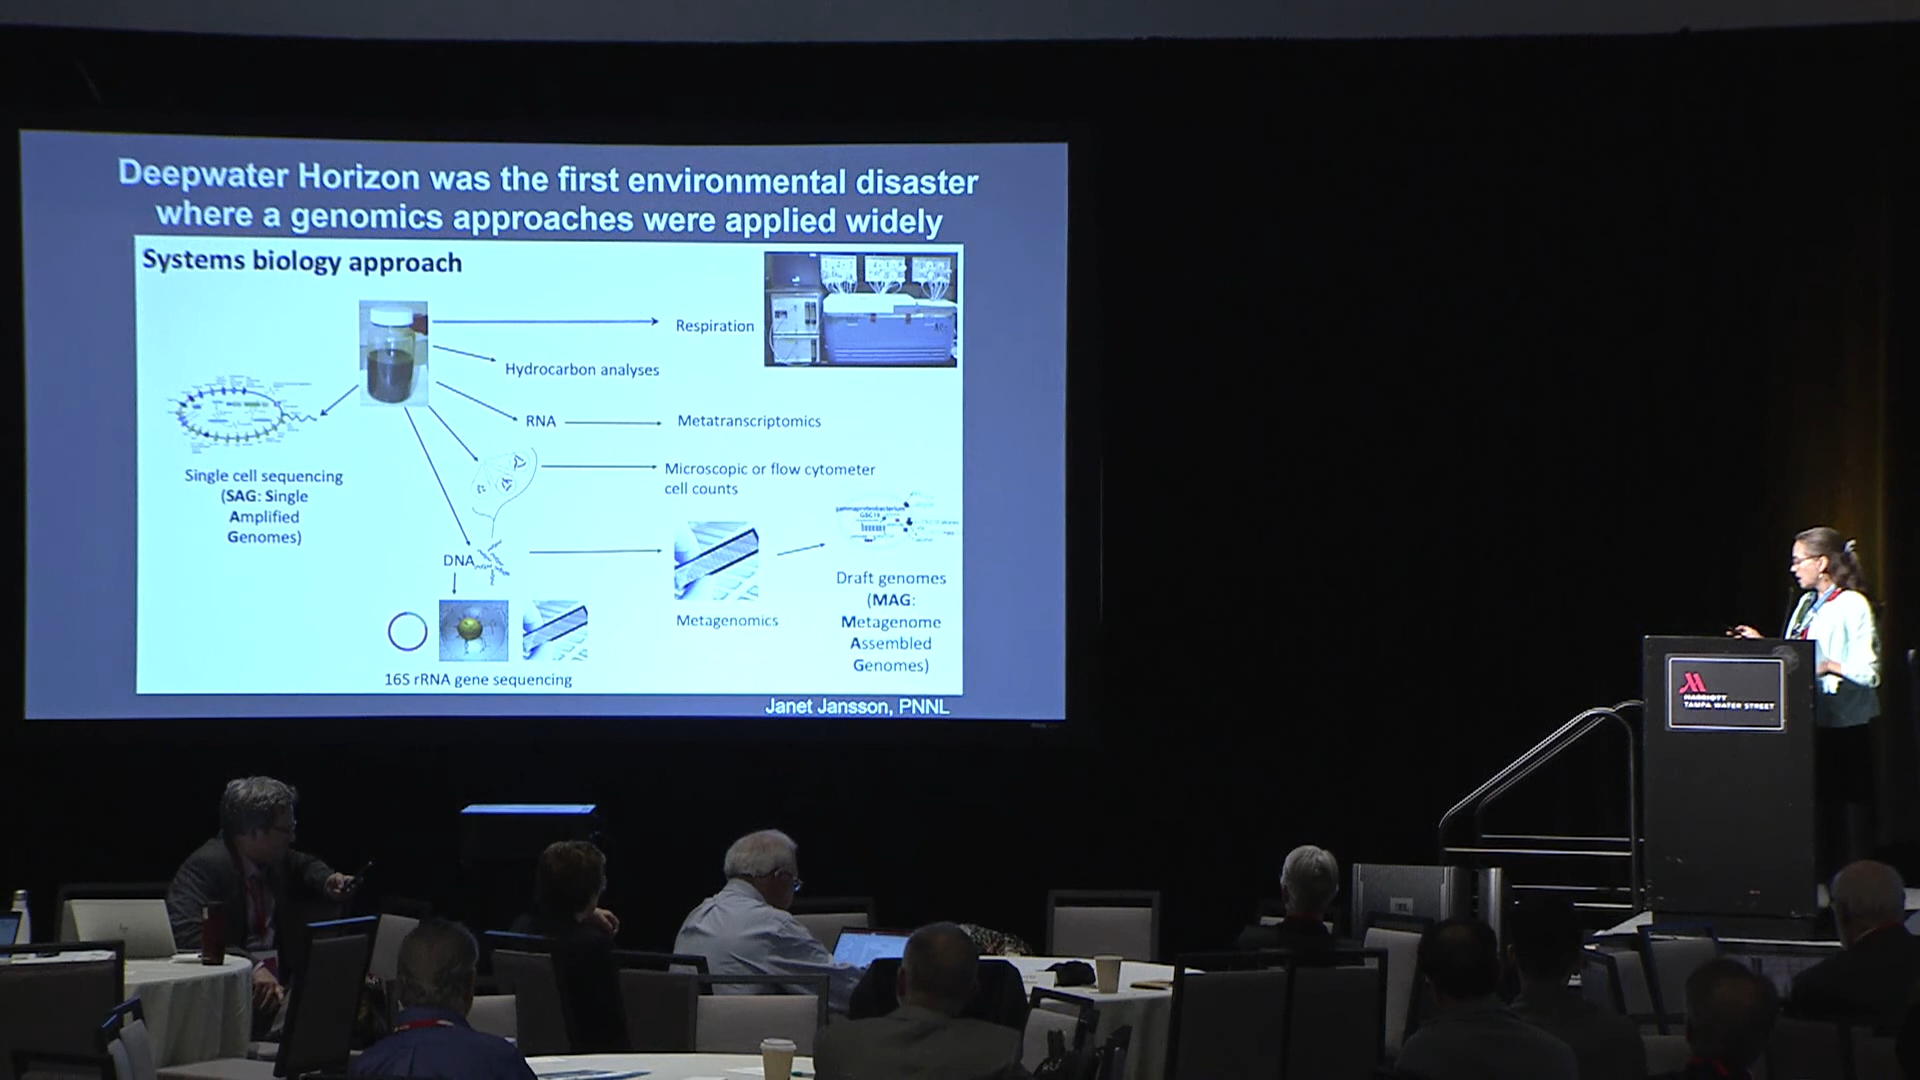 Deepwater Horizon was the first environmental disaster
where a genomics approaches were applied widely
Systems biology approach
Respiration
Hydrocarbon analyses
RNA
Metatranscriptomics
Single cell sequencing
(SAG: Single
Amplified
Genomes)
Microscopic or flow cytometer
cell counts
gammaproteobacterium
DNA
Metagenomics
Draft genomes
(MAG:
Metagenome
Assembled
Genomes)
16S rRNA gene sequencing
Janet Jansson, PNNL
MARRIOTT
TAMPA WATER STREET